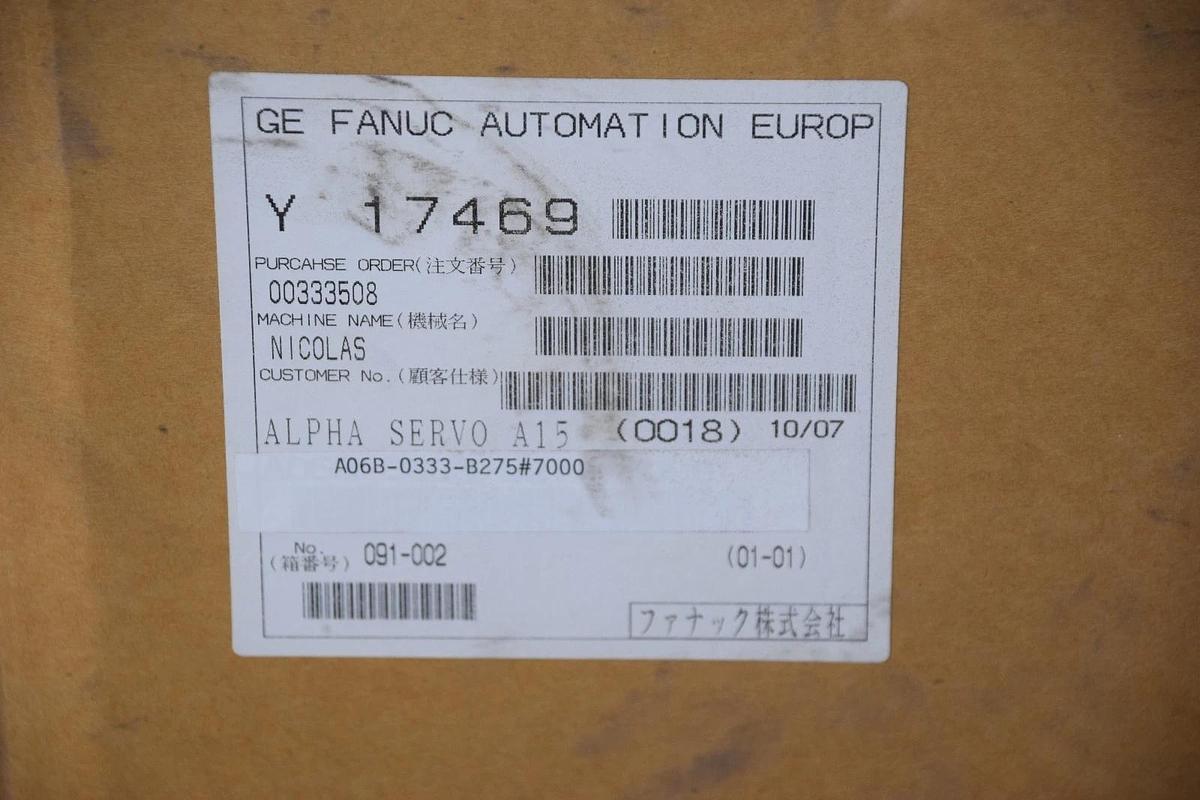 GE FANUC AUTOMATION EUROP
Y 17469
PURCAHSE ORDER(注文番号)
00333508
MACHINE NAME(機械名)
NICOLAS
CUSTOMER No.(顧客仕様)
ALPHA SERVO A15 (0018) 10/07
A06B-0333-B275#7000
No.
(箱番号) 091-002 (01-01)
ファナック株式会社